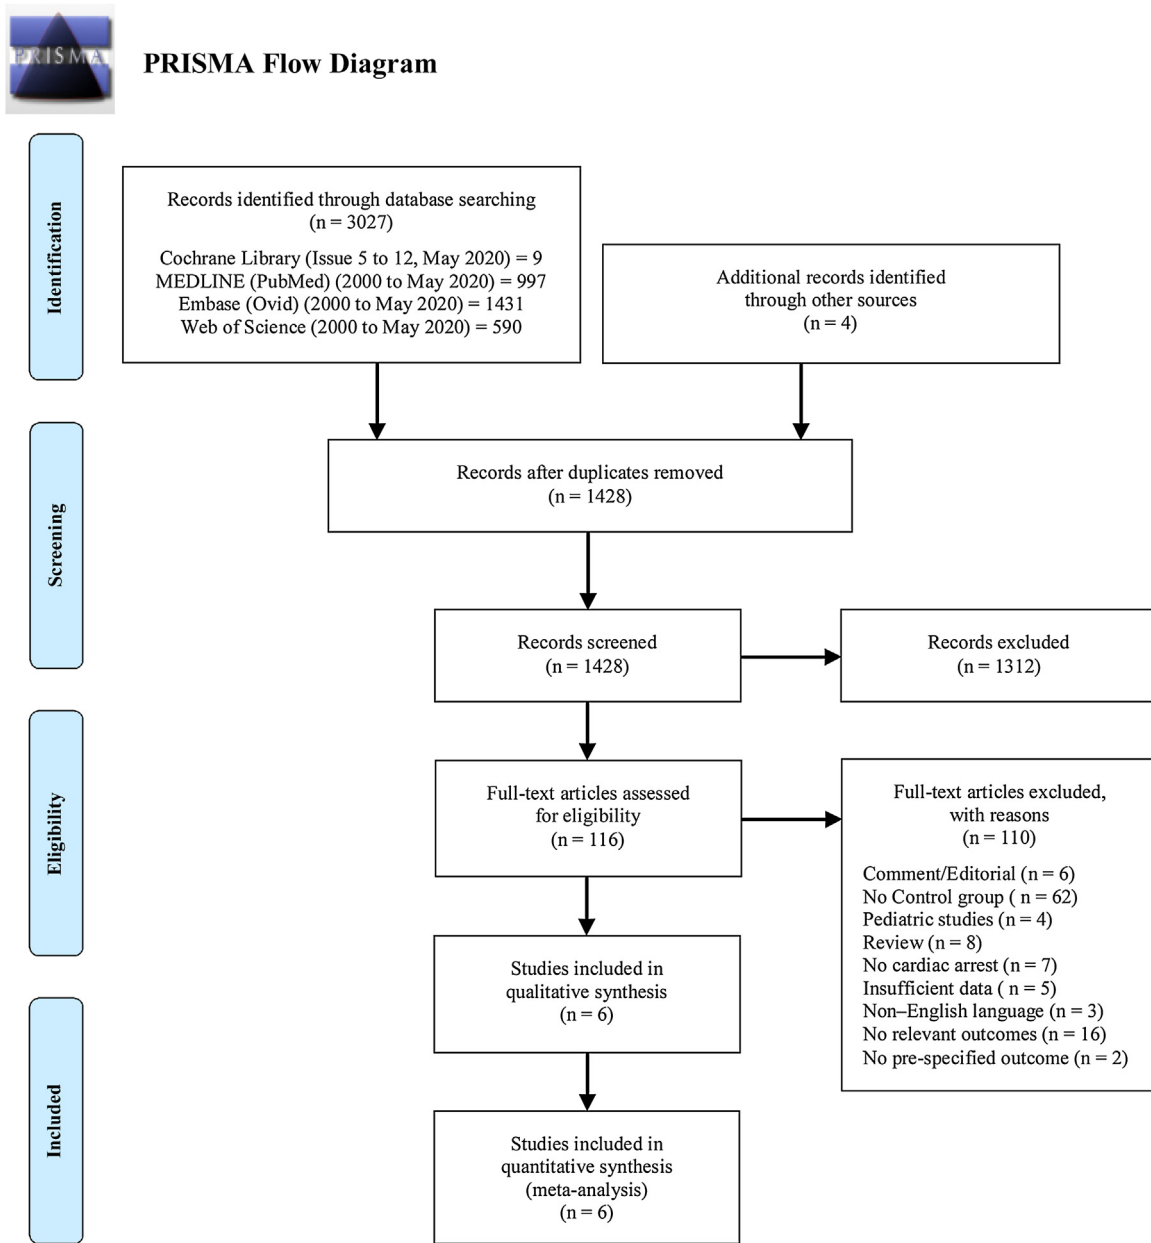 PRISMA
PRISMA Flow Diagram
Identification
Records identified through database searching
(n = 3027)
Cochrane Library (Issue 5 to 12, May 2020) = 9
MEDLINE (PubMed) (2000 to May 2020) = 997
Embase (Ovid) (2000 to May 2020) = 1431
Web of Science (2000 to May 2020) = 590
Additional records identified
through other sources
(n = 4)
Screening
Records after duplicates removed
(n = 1428)
Records screened
(n = 1428)
Records excluded
(n = 1312)
Eligibility
Full-text articles assessed
for eligibility
(n = 116)
Full-text articles excluded,
with reasons
(n = 110)
Comment/Editorial (n = 6)
No Control group ( n = 62)
Pediatric studies (n = 4)
Review (n = 8)
No cardiac arrest (n = 7)
Insufficient data ( n = 5)
Non–English language (n = 3)
No relevant outcomes (n = 16)
No pre-specified outcome (n = 2)
Studies included in
qualitative synthesis
(n = 6)
Included
Studies included in
quantitative synthesis
(meta-analysis)
(n = 6)